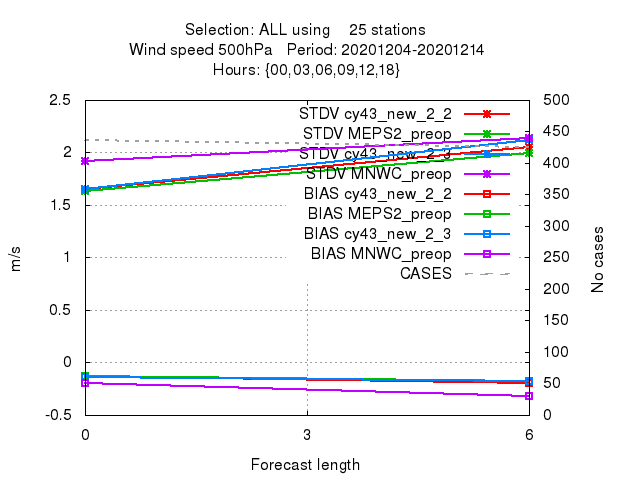 Selection: ALL using 25 stations
Wind speed 500hPa Period: 20201204-20201214
Hours: {00,03,06,09,12,18}
2.5
2
1.5
1
0.5
0
-0.5
500
450
400
350
300
250
200
150
100
50
0
STDV cy43_new_2_2
STDV MEPS2_preop
STDV cy43_new_2_3
STDV MNWC_preop
BIAS cy43_new_2_2
BIAS MEPS2_preop
BIAS cy43_new_2_3
BIAS MNWC_preop
CASES
m/s
No cases
0 3 6
Forecast length